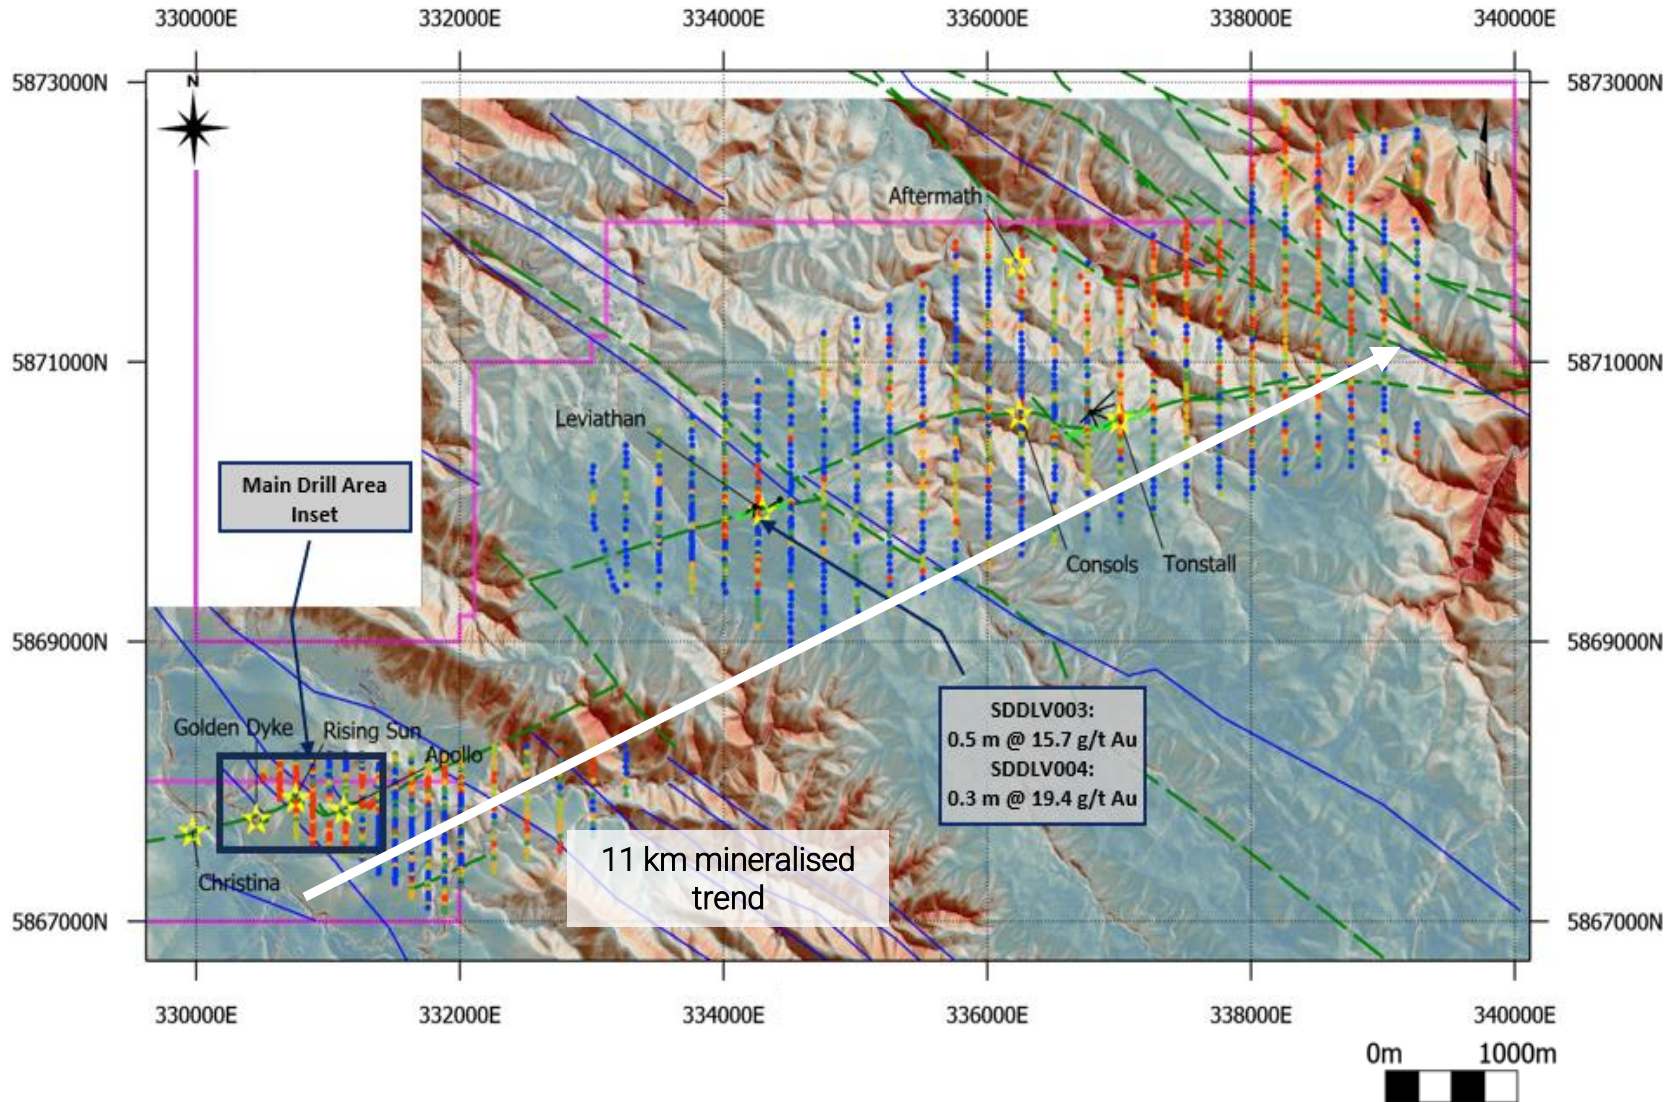 330000E
332000E
334000E
336000E
338000E
340000E
5873000N
5873000N
N
Aftermath
5871000N
5871000N
Leviathan
Main Drill Area
Inset
Consols
Tonstall
5869000N
5869000N
SDDLV003:
0.5 m @ 15.7 g/t Au
SDDLV004:
0.3 m @ 19.4 g/t Au
Golden Dyke
Rising Sun
Apollo
11 km mineralised
trend
Christina
5867000N
5867000N
330000E
332000E
334000E
336000E
338000E
340000E
0m
1000m